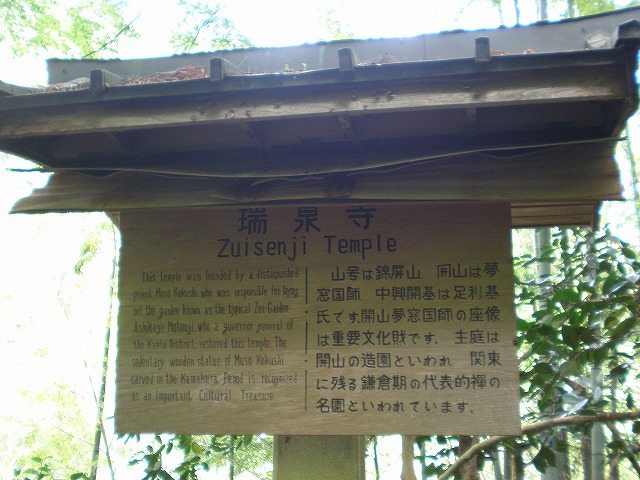 瑞泉寺
Zuisenji Temple
This temple was founded by a distinguished
priest, Muso Kokushi, who was responsible for laying
out the garden known as the typical Zen Garden.
Ashikaga Motouji, who a governor general of
the Kanto District, restored this temple. The
sedentary wooden statue of Muso Kokushi
carved in the Kamakura Period is recognized
as an Important Cultural Treasure.
山号は錦屏山 開山は夢
窓国師 中興開基は足利基
氏です。開山夢窓国師の座像
は重要文化財です。 主庭は
開山の造園といわれ 関東
に残る鎌倉期の代表的禅の
名園といわれています。